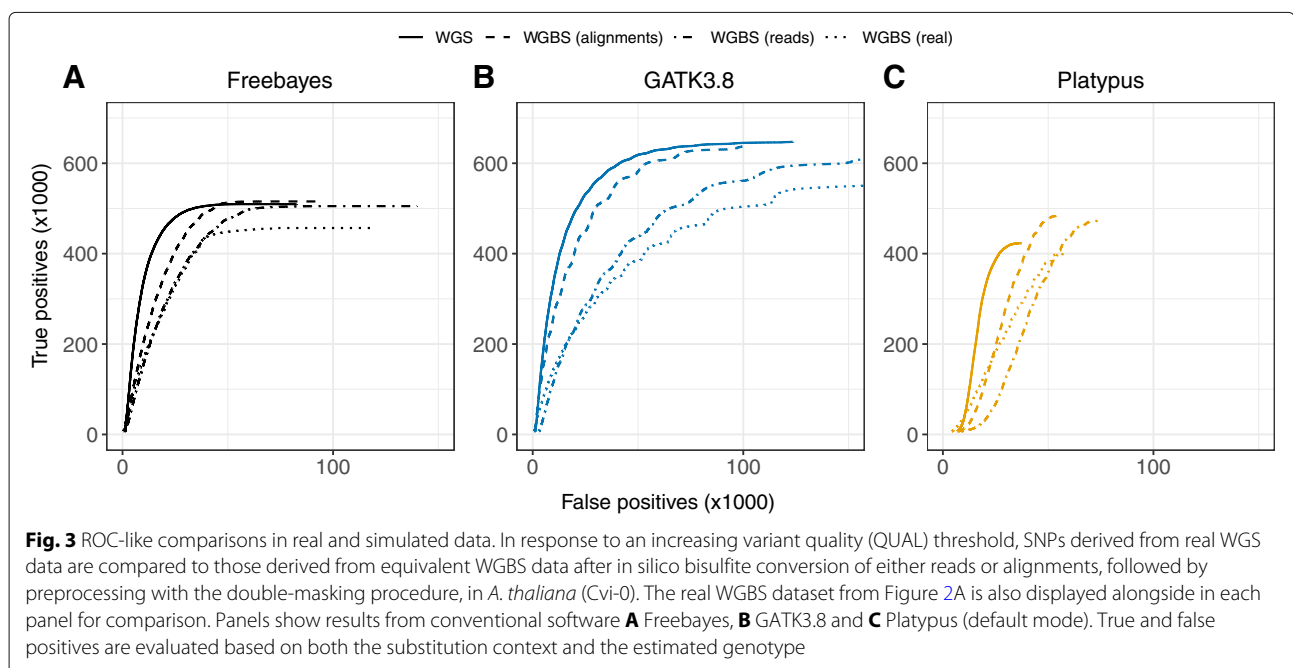 WGS WGBS (alignments) WGBS (reads) WGBS (real)
A Freebayes
B GATK3.8
C Platypus
True positives (x1000)
600
400
200
0
0 100
600
400
200
0
0 100
600
400
200
0
0 100
False positives (x1000)
Fig. 3 ROC-like comparisons in real and simulated data. In response to an increasing variant quality (QUAL) threshold, SNPs derived from real WGS
data are compared to those derived from equivalent WGBS data after in silico bisulfite conversion of either reads or alignments, followed by
preprocessing with the double-masking procedure, in A. thaliana (Cvi-0). The real WGBS dataset from Figure 2A is also displayed alongside in each
panel for comparison. Panels show results from conventional software A Freebayes, B GATK3.8 and C Platypus (default mode). True and false
positives are evaluated based on both the substitution context and the estimated genotype